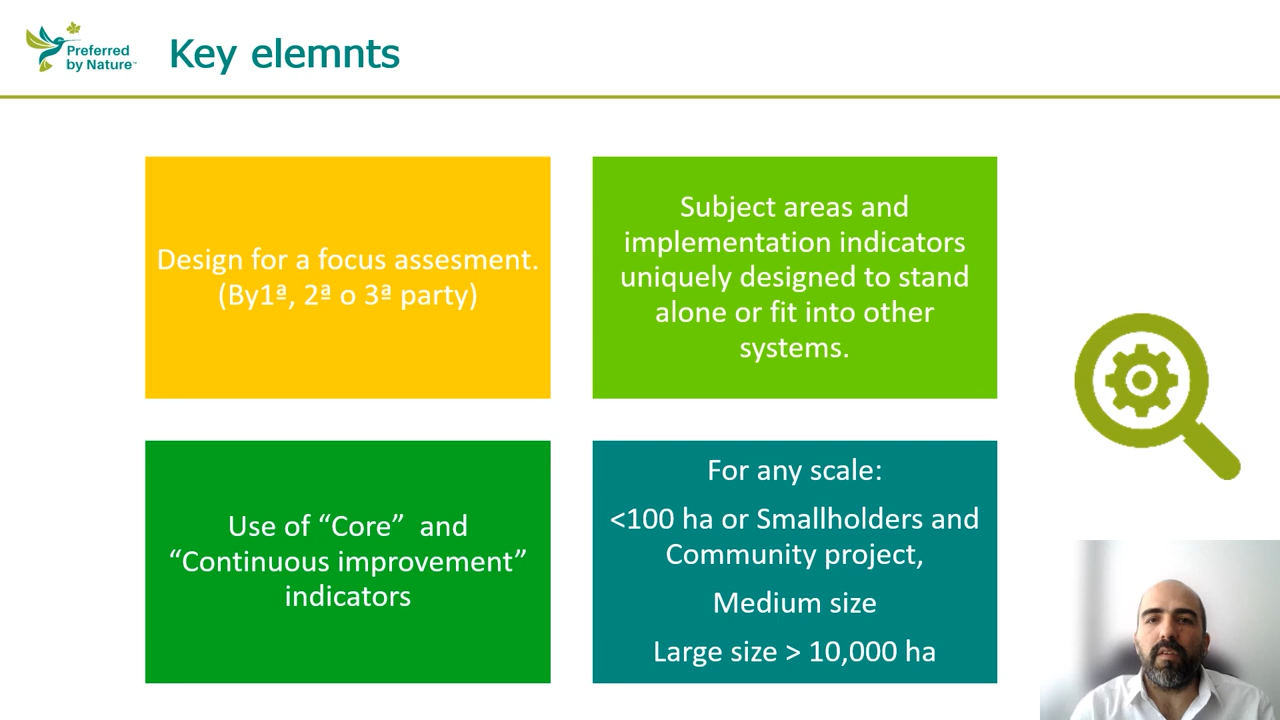 Preferred
by Nature™
Key elemnts
Design for a focus assesment.
(By1ª, 2ª o 3ª party)
Subject areas and
implementation indicators
uniquely designed to stand
alone or fit into other
systems.
Use of “Core”  and
“Continuous improvement”
indicators
For any scale:
<100 ha or Smallholders and
Community project,
Medium size
Large size > 10,000 ha